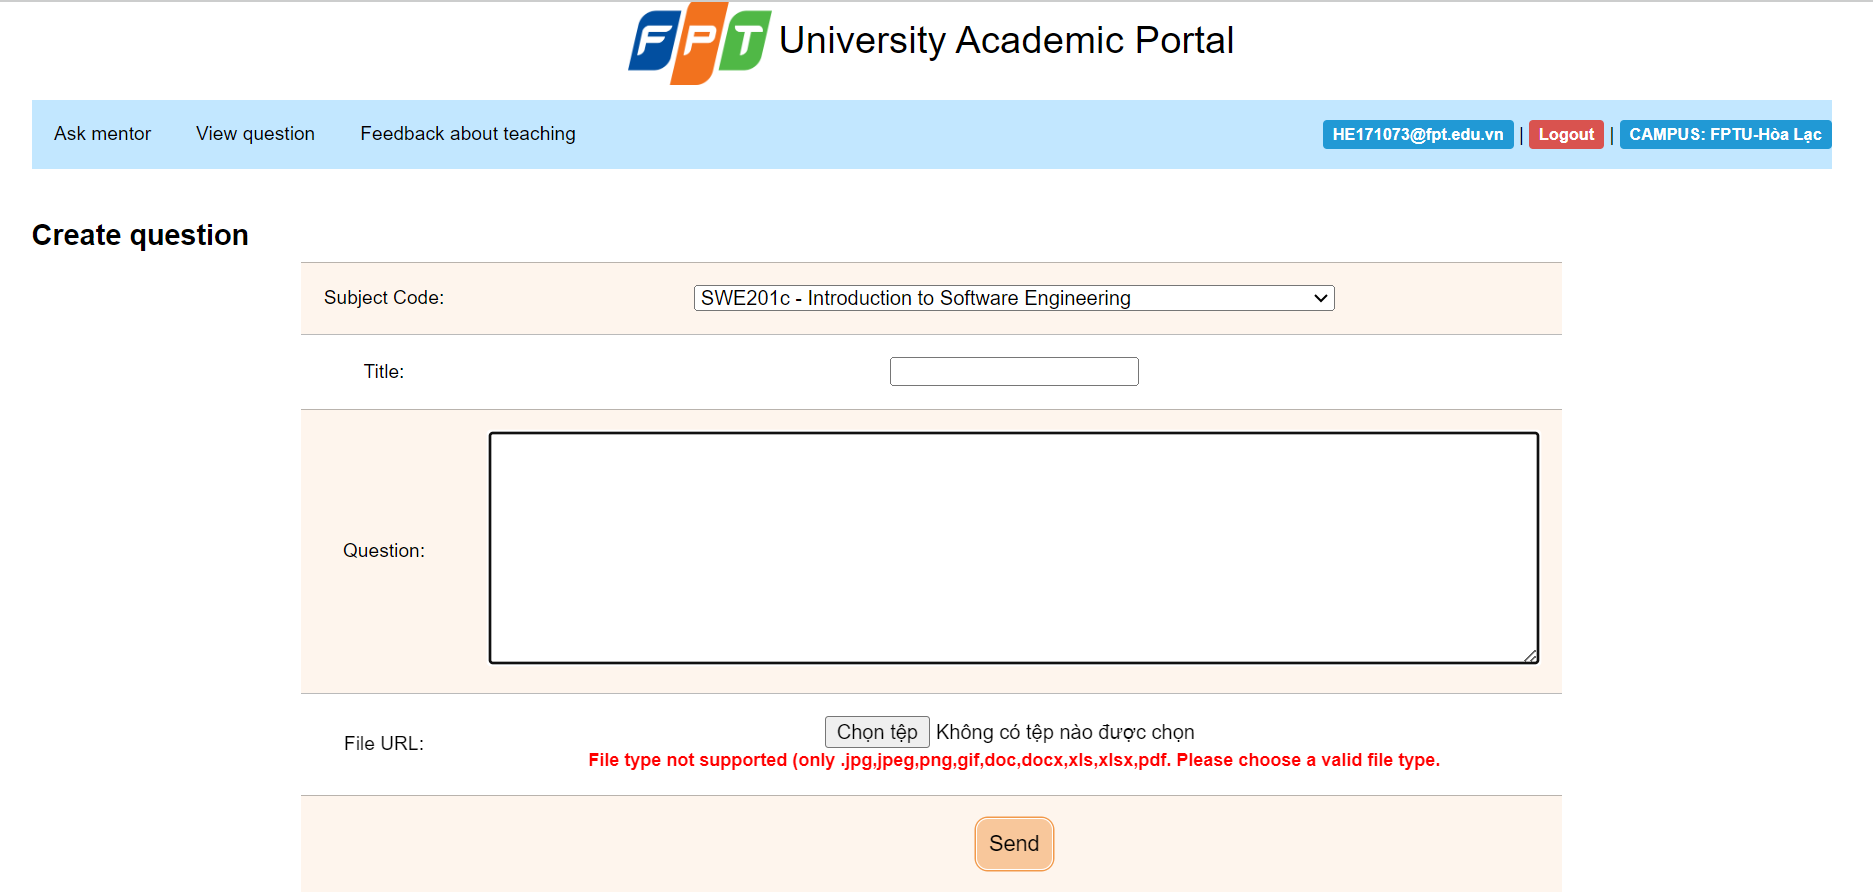 FPT University Academic Portal
Ask mentor View question Feedback about teaching HE171073@fpt.edu.vn | Logout | CAMPUS: FPTU-Hòa Lạc
Create question
Subject Code: SWE201c - Introduction to Software Engineering
Title:
Question:
File URL: Chọn tệp Không có tệp nào được chọn
File type not supported (only .jpg,jpeg,png,gif,doc,docx,xls,xlsx,pdf. Please choose a valid file type.
Send